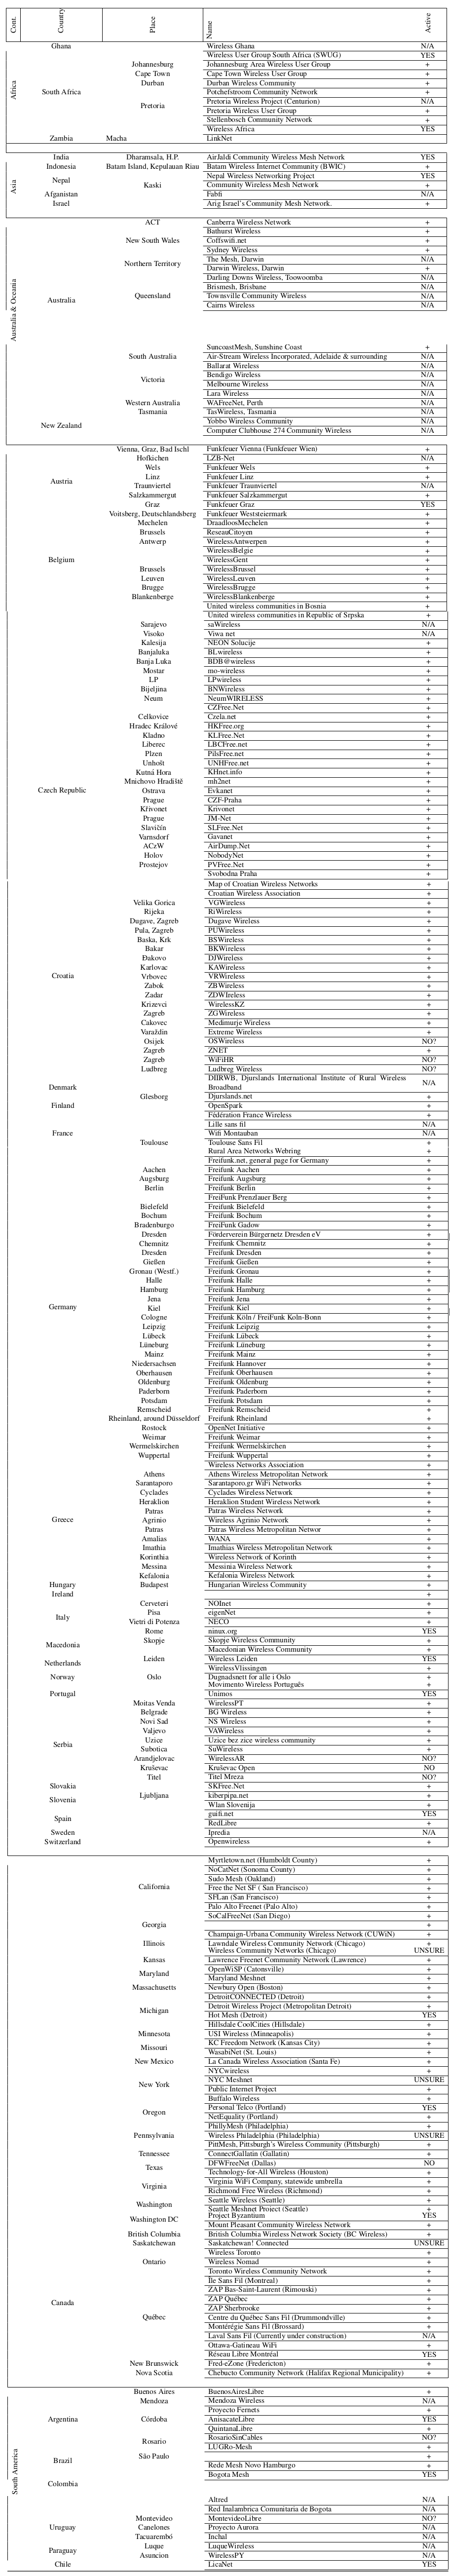 Cont. Country Place Name Active
Africa
Ghana Wireless Ghana N/A
Wireless User Group South Africa (SWUG) YES
Johannesburg Johannesburg Area Wireless User Group +
Cape Town Cape Town Wireless User Group +
Durban Durban Wireless Community +
South Africa Potchefstroom Community Network +
Pretoria Wireless Project (Centurion) N/A
Pretoria Pretoria Wireless User Group +
Stellenbosch Community Network +
Wireless Africa YES
Zambia Macha LinkNet
Asia
India Dharamsala, H.P. AirJaldi Community Wireless Mesh Network YES
Indonesia Batam Island, Kepulauan Riau Batam Wireless Internet Community (BWIC) +
Nepal Nepal Wireless Networking Project YES
Kaski Community Wireless Mesh Network +
Afganistan Fabfi N/A
Israel Arig Israel's Community Mesh Network. +
Australia & Oceania
ACT Canberra Wireless Network +
Bathurst Wireless +
New South Wales Coffswifi.net +
Sydney Wireless +
Northern Territory The Mesh, Darwin N/A
Darwin Wireless, Darwin +
Darling Downs Wireless, Toowoomba N/A
Brismesh, Brisbane N/A
Australia Queensland Townsville Community Wireless N/A
Cairns Wireless N/A
SuncoastMesh, Sunshine Coast +
South Australia Air-Stream Wireless Incorporated, Adelaide & surrounding N/A
Ballarat Wireless N/A
Victoria Bendigo Wireless N/A
Melbourne Wireless N/A
Lara Wireless N/A
Western Australia WAFreeNet, Perth N/A
Tasmania TasWireless, Tasmania N/A
New Zealand Yobbo Wireless Community N/A
Computer Clubhouse 274 Community Wireless N/A
Vienna, Graz, Bad Ischl Funkfeuer Vienna (Funkfeuer Wien) +
Hofkichen LZB-Net N/A
Wels Funkfeuer Wels +
Austria Linz Funkfeuer Linz +
Traunviertel Funkfeuer Traunviertel N/A
Salzkammergut Funkfeuer Salzkammergut +
Graz Funkfeuer Graz YES
Voitsberg, Deutschlandsberg Funkfeuer Weststeiermark +
Mechelen DraadloosMechelen +
Brussels ReseauCitoyen +
Antwerp WirelessAntwerpen +
WirelessBelgie +
Belgium WirelessGent +
Brussels WirelessBrussel +
Leuven WirelessLeuven +
Brugge WirelessBrugge +
Blankenberge WirelessBlankenberge +
United wireless communities in Bosnia +
United wireless communities in Republic of Srpska +
Sarajevo saWireless N/A
Visoko Viwa net N/A
Kalesija NEON Solucije +
Banjaluka BLwireless +
Banja Luka BDB@wireless +
Mostar mo-wireless +
LP LPwireless +
Bijeljina BNWireless +
Neum NeumWIRELESS +
CZFree.Net +
Celkovice Czela.net +
Hradec Králové HKFree.org +
Kladno KLFree.Net +
Liberec LBCFree.net +
Plzen PilsFree.net +
Unhošt UNHFree.net +
Kutná Hora KHnet.info +
Mnichovo Hradiště mh2net +
Czech Republic Ostrava Evkanet +
Prague CZF-Praha +
Křivonet Krivonet +
Prague JM-Net +
Slavičín SLFree.Net +
Varnsdorf Gavanet +
ACzW AirDump.Net +
Holov NobodyNet +
Prostejov PVFree.Net +
Svobodna Praha +
Map of Croatian Wireless Networks +
Croatian Wireless Association +
Velika Gorica VGWireless +
Rijeka RiWireless +
Dugave, Zagreb Dugave Wireless +
Pula, Zagreb PUWireless +
Baska, Krk BSWireless +
Bakar BKWireless +
Đakovo DJWireless +
Karlovac KAWireless +
Croatia Vrbovec VRWireless +
Zabok ZBWireless +
Zadar ZDWIreless +
Krizevci WirelessKZ +
Zagreb ZGWireless +
Cakovec Medimurje Wireless +
Varaždin Extreme Wireless +
Osijek OSWireless NO?
Zagreb ZNET +
Zagreb WiFiHR NO?
Ludbreg Ludbreg Wireless NO?
Denmark DIIRWB, Djurslands International Institute of Rural Wireless Broadband N/A
Glesborg Djurslands.net +
Finland OpenSpark +
Fédération France Wireless +
Lille sans fil N/A
France Wifi Montauban N/A
Toulouse Toulouse Sans Fil +
Rural Area Networks Webring +
Freifunk.net, general page for Germany +
Aachen Freifunk Aachen +
Augsburg Freifunk Augsburg +
Berlin Freifunk Berlin +
FreiFunk Prenzlauer Berg +
Bielefeld Freifunk Bielefeld +
Bochum Freifunk Bochum +
Bradenburgo FreiFunk Gadow +
Dresden Förderverein Bürgernetz Dresden eV +
Chemnitz Freifunk Chemnitz +
Dresden Freifunk Dresden +
Gießen Freifunk Gießen +
Gronau (Westf.) Freifunk Gronau +
Halle Freifunk Halle +
Hamburg Freifunk Hamburg +
Jena Freifunk Jena +
Germany Kiel Freifunk Kiel +
Cologne Freifunk Köln / FreiFunk Koln-Bonn +
Leipzig Freifunk Leipzig +
Lübeck Freifunk Lübeck +
Lüneburg Freifunk Lüneburg +
Mainz Freifunk Mainz +
Niedersachsen Freifunk Hannover +
Oberhausen Freifunk Oberhausen +
Oldenburg Freifunk Oldenburg +
Paderborn Freifunk Paderborn +
Potsdam Freifunk Potsdam +
Remscheid Freifunk Remscheid +
Rheinland, around Düsseldorf Freifunk Rheinland +
Rostock OpenNet Initiative +
Weimar Freifunk Weimar +
Wermelskirchen Freifunk Wermelskirchen +
Wuppertal Freifunk Wuppertal +
Wireless Networks Association +
Athens Athens Wireless Metropolitan Network +
Sarantaporo Sarantaporo.gr WiFi Networks +
Cyclades Cyclades Wireless Network +
Heraklion Heraklion Student Wireless Network +
Patras Patras Wireless Network +
Greece Agrinio Wireless Agrinio Network +
Patras Patras Wireless Metropolitan Networ +
Amalias WANA +
Imathia Imathias Wireless Metropolitan Network +
Korinthia Wireless Network of Korinth +
Messina Messinia Wireless Network +
Kefalonia Kefalonia Wireless Network +
Hungary Budapest Hungarian Wireless Community +
Ireland +
Cerveteri NOInet +
Italy Pisa eigenNet +
Vietri di Potenza NECO +
Rome ninux.org YES
Macedonia Skopje Skopje Wireless Community +
Macedonian Wireless Community +
Netherlands Leiden Wireless Leiden YES
WirelessVlissingen +
Norway Oslo Dugnadsnett for alle i Oslo +
Movimento Wireless Português +
Portugal Unimos YES
Moitas Venda WirelessPT +
Belgrade BG Wireless +
Novi Sad NS Wireless +
Valjevo VAWireless +
Serbia Uzice Uzice bez zice wireless community +
Subotica SuWireless +
Arandjelovac WirelessAR NO?
Kruševac Kruševac Open NO
Titel Titel Mreza NO?
Slovakia SKFree.Net +
Slovenia Ljubljana kiberpipa.net +
Wlan Slovenija +
Spain guifi.net YES
RedLibre +
Sweden Ipredia N/A
Switzerland Openwireless +
Myrtletown.net (Humboldt County) +
NoCatNet (Sonoma County) +
Sudo Mesh (Oakland) +
California Free the Net SF ( San Francisco) +
SFLan (San Francisco) +
Palo Alto Freenet (Palo Alto) +
SoCalFreeNet (San Diego) +
Georgia +
Champaign-Urbana Community Wireless Network (CUWiN) +
Illinois Lawndale Wireless Community Network (Chicago) +
Wireless Community Networks (Chicago) UNSURE
Kansas Lawrence Freenet Community Network (Lawrence) +
Maryland OpenWiSP (Catonsville) +
Maryland Meshnet +
Massachusetts Newbury Open (Boston) +
DetroitCONNECTED (Detroit) +
Michigan Detroit Wireless Project (Metropolitan Detroit) +
Hot Mesh (Detroit) YES
Hillsdale CoolCities (Hillsdale) +
Minnesota USI Wireless (Minneapolis) +
Missouri KC Freedom Network (Kansas City) +
WasabiNet (St. Louis) +
New Mexico La Canada Wireless Association (Santa Fe) +
NYCwireless +
New York NYC Meshnet UNSURE
Public Internet Project +
Buffalo Wireless +
Oregon Personal Telco (Portland) YES
NetEquality (Portland) +
PhillyMesh (Philadelphia) +
Pennsylvania Wireless Philadelphia (Philadelphia) UNSURE
PittMesh, Pittsburgh's Wireless Community (Pittsburgh) +
Tennessee ConnectGallatin (Gallatin) +
Texas DFWFreeNet (Dallas) NO
Technology-for-All Wireless (Houston) +
Virginia Virginia WiFi Company, statewide umbrella +
Richmond Free Wireless (Richmond) +
Washington Seattle Wireless (Seattle) +
Seattle Meshnet Project (Seattle) +
Washington DC Project Byzantium YES
Mount Pleasant Community Wireless Network +
British Columbia British Columbia Wireless Network Society (BC Wireless) +
Saskatchewan Saskatchewan! Connected UNSURE
Wireless Toronto +
Ontario Wireless Nomad +
Toronto Wireless Community Network +
Île Sans Fil (Montreal) +
ZAP Bas-Saint-Laurent (Rimouski) +
Canada ZAP Québec +
ZAP Sherbrooke +
Québec Centre du Québec Sans Fil (Drummondville) +
Montérégie Sans Fil (Brossard) +
Laval Sans Fil (Currently under construction) N/A
Ottawa-Gatineau WiFi +
Réseau Libre Montréal YES
New Brunswick Fred-eZone (Fredericton) +
Nova Scotia Chebucto Community Network (Halifax Regional Municipality) +
South America
Buenos Aires BuenosAiresLibre +
Mendoza Mendoza Wireless N/A
Proyecto Fernets +
Argentina Córdoba AnisacateLibre YES
QuintanaLibre +
Rosario RosarioSinCables NO?
LUGRo-Mesh +
São Paulo +
Brazil Rede Mesh Novo Hamburgo +
Bogota Mesh YES
Colombia
Altred N/A
Red Inalambrica Comunitaria de Bogota N/A
Montevideo MontevideoLibre NO?
Uruguay Canelones Proyecto Aurora N/A
Tacuarembó Inchal N/A
Paraguay Luque LuqueWireless N/A
Asuncion WirelessPY N/A
Chile LicaNet YES